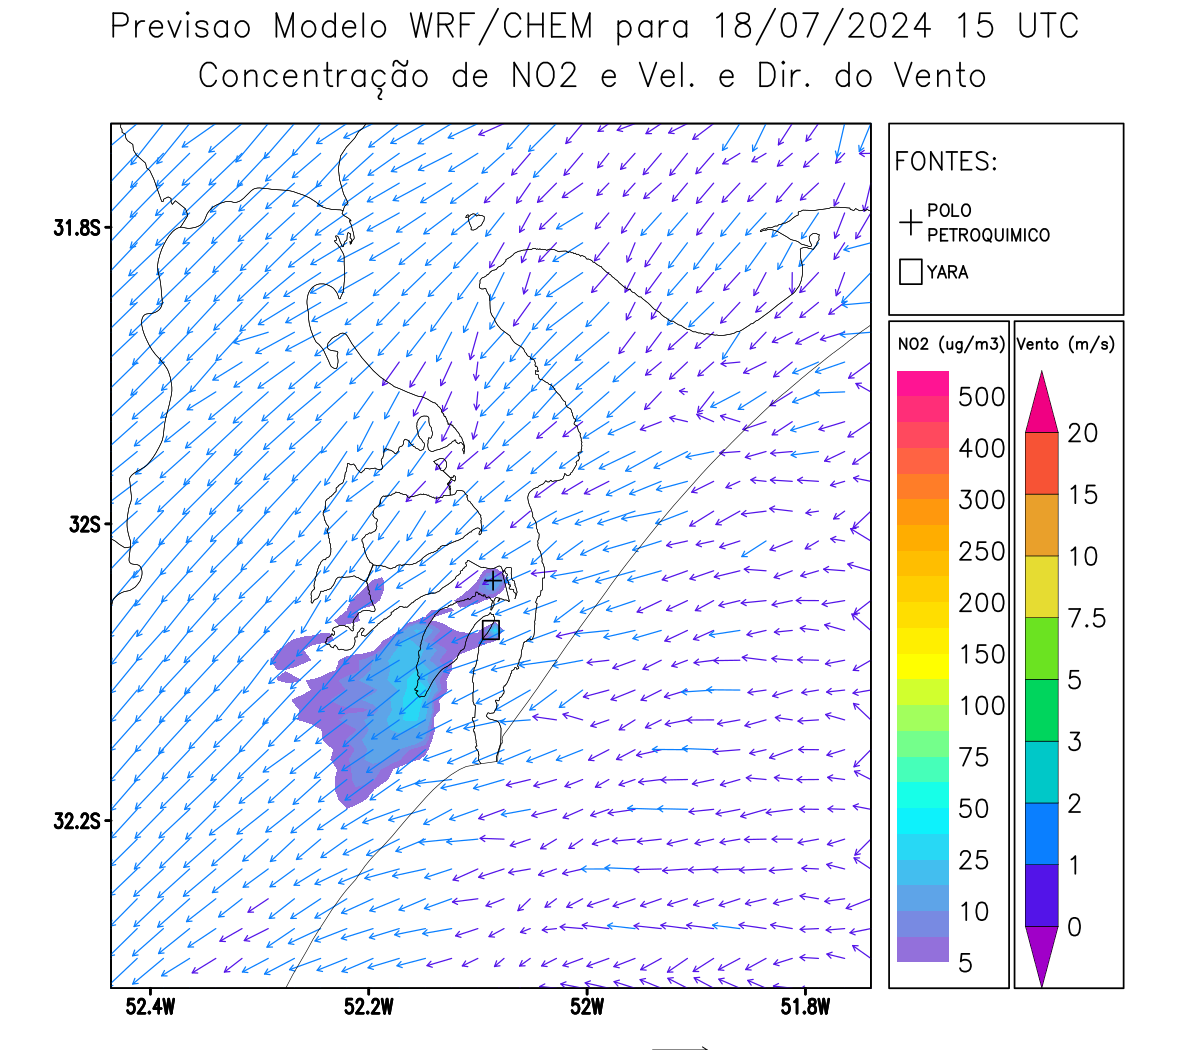 Previsao Modelo WRF/CHEM para 18/07/2024 15 UTC
Concentração de NO2 e Vel. e Dir. do Vento
FONTES:
POLO
PETROQUIMICO
YARA
31.8S
32S
32.2S
52.4W
52.2W
52W
51.8W
NO2 (ug/m3)
500
400
300
250
200
150
100
75
50
25
10
5
Vento (m/s)
20
15
10
7.5
5
3
2
1
0